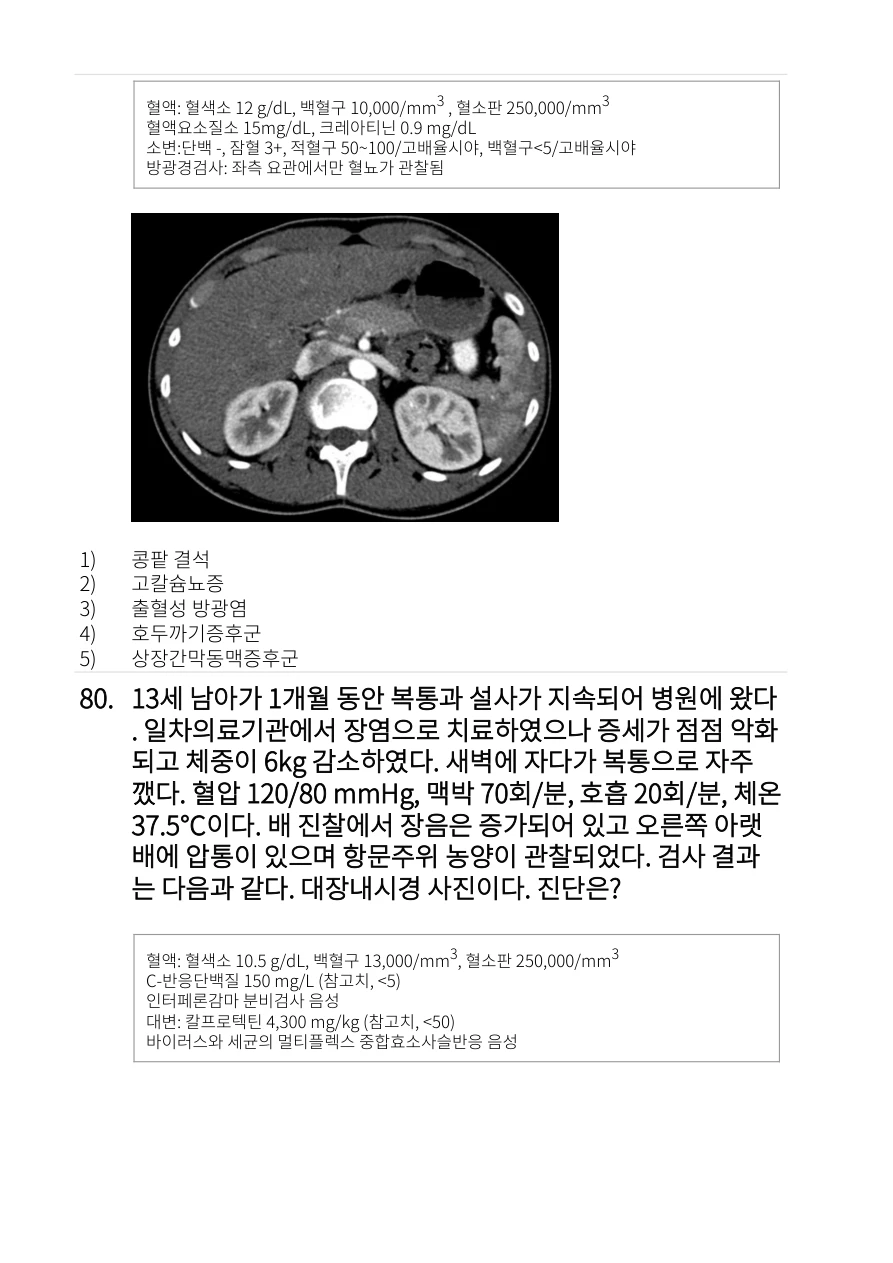 혈액: 혈색소 12 g/dL, 백혈구 10,000/mm3 , 혈소판 250,000/mm3
혈액요소질소 15mg/dL, 크레아티닌 0.9 mg/dL
소변:단백 -, 잠혈 3+, 적혈구 50~100/고배율시야, 백혈구<5/고배율시야
방광경검사: 좌측 요관에서만 혈뇨가 관찰됨
1) 콩팥 결석
2) 고칼슘뇨증
3) 출혈성 방광염
4) 호두까기증후군
5) 상장간막동맥증후군
80. 13세 남아가 1개월 동안 복통과 설사가 지속되어 병원에 왔다
. 일차의료기관에서 장염으로 치료하였으나 증세가 점점 악화
되고 체중이 6kg 감소하였다. 새벽에 자다가 복통으로 자주
깼다. 혈압 120/80 mmHg, 맥박 70회/분, 호흡 20회/분, 체온
37.5℃이다. 배 진찰에서 장음은 증가되어 있고 오른쪽 아랫
배에 압통이 있으며 항문주위 농양이 관찰되었다. 검사 결과
는 다음과 같다. 대장내시경 사진이다. 진단은?
혈액: 혈색소 10.5 g/dL, 백혈구 13,000/mm3, 혈소판 250,000/mm3
C-반응단백질 150 mg/L (참고치, <5)
인터페론감마 분비검사 음성
대변: 칼프로텍틴 4,300 mg/kg (참고치, <50)
바이러스와 세균의 멀티플렉스 중합효소사슬반응 음성